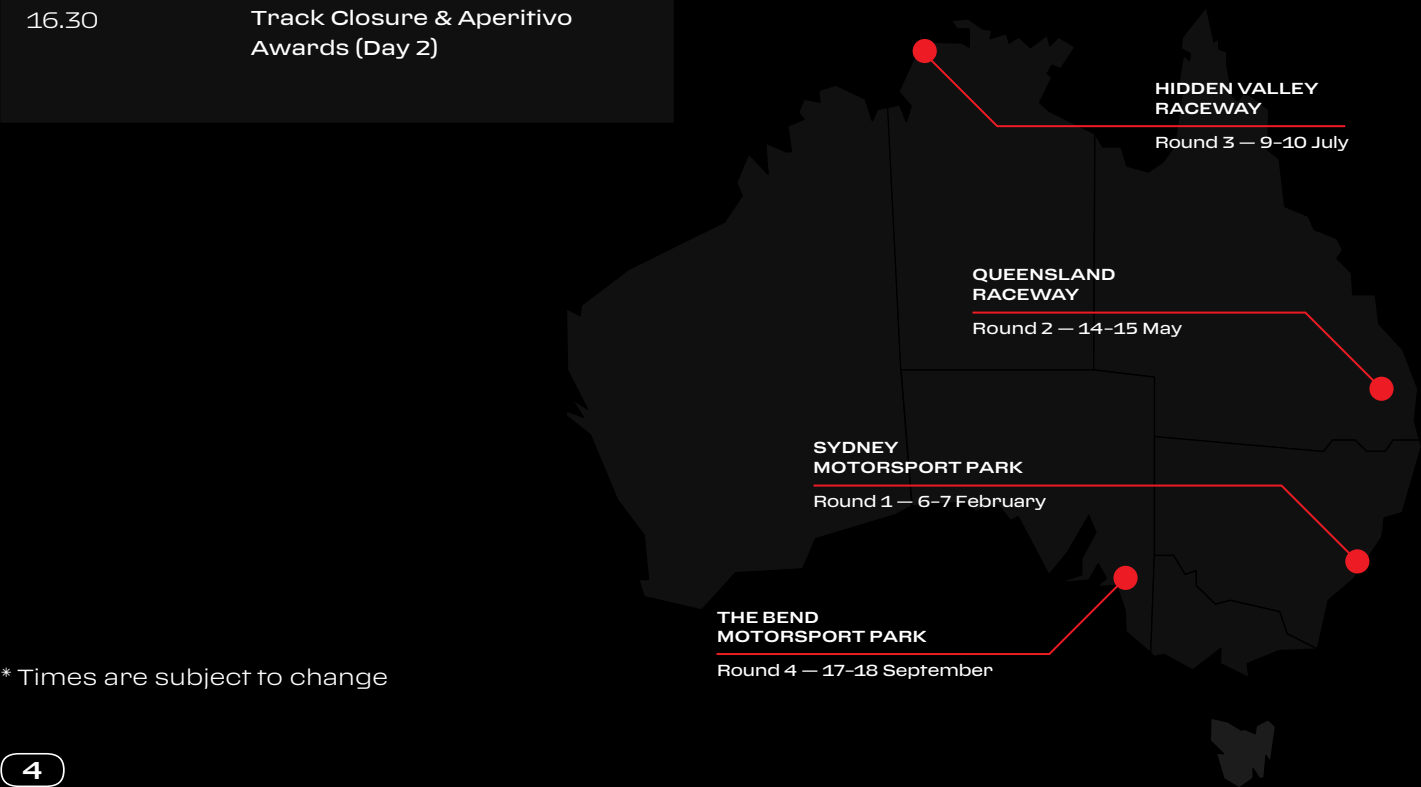 16.30
Track Closure & Aperitivo
Awards (Day 2)
HIDDEN VALLEY
RACEWAY
Round 3 — 9-10 July
QUEENSLAND
RACEWAY
Round 2 — 14-15 May
SYDNEY
MOTORSPORT PARK
Round 1 — 6-7 February
THE BEND
MOTORSPORT PARK
Round 4 — 17-18 September
* Times are subject to change
4